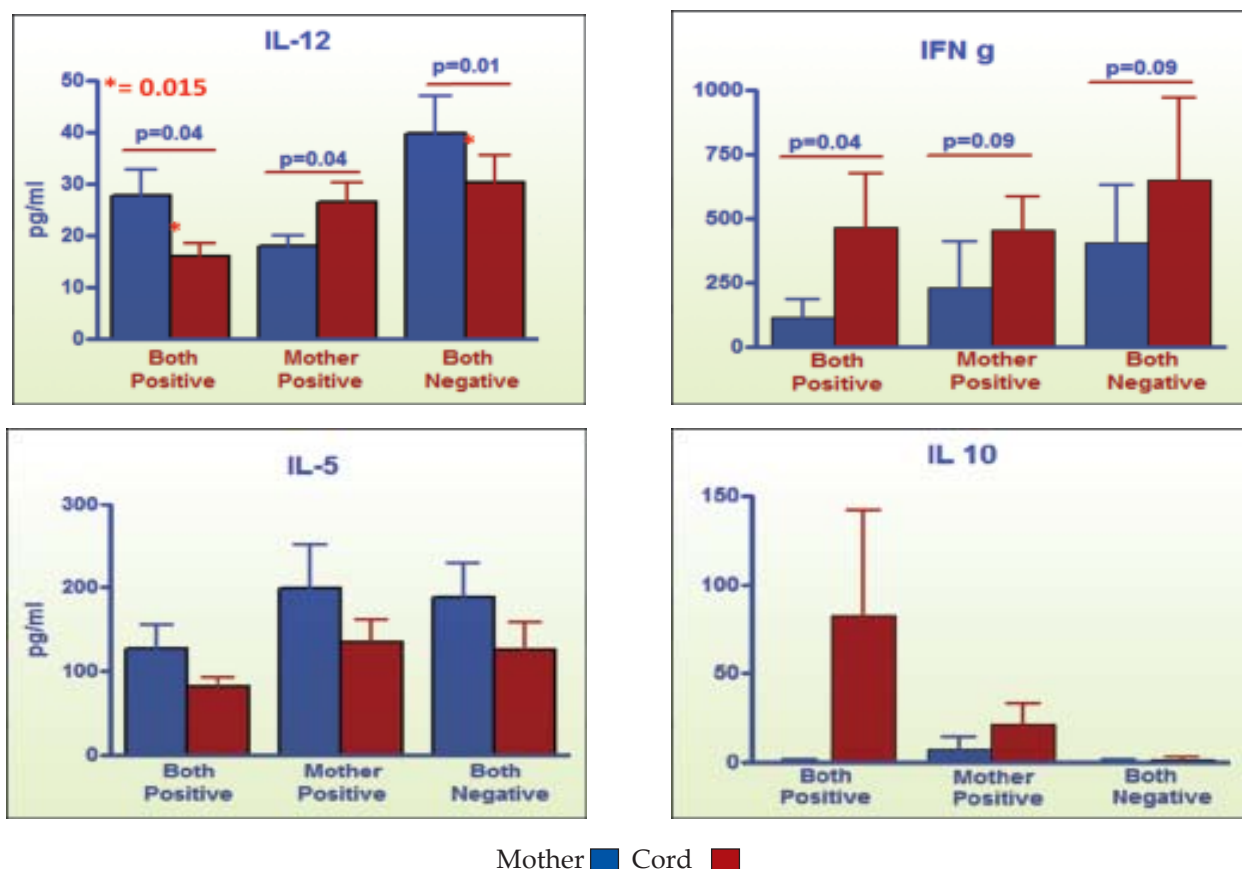 IL-12
50
*= 0.015
p=0.01
40
p=0.04
p=0.04
*
30
pg/ml
20
*
10
0
Both Positive
Mother Positive
Both Negative
IFN g
1000
p=0.09
750
p=0.04
p=0.09
500
250
0
Both Positive
Mother Positive
Both Negative
IL-5
300
200
pg/ml
100
0
Both Positive
Mother Positive
Both Negative
IL 10
150
100
50
0
Both Positive
Mother Positive
Both Negative
Mother Cord